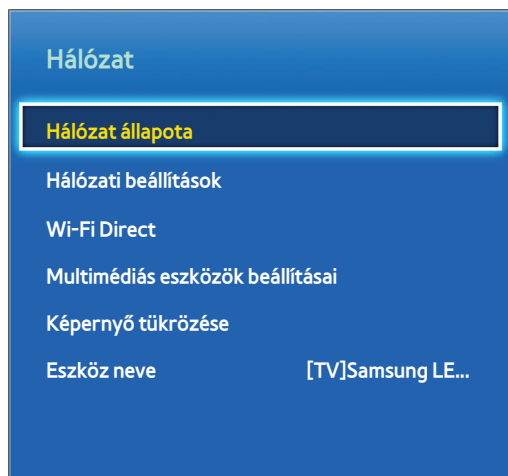 Hálózat
Hálózat állapota
Hálózati beállítások
Wi-Fi Direct
Multimédiás eszközök beállításai
Képernyő tükrözése
Eszköz neve [TV]Samsung LE...